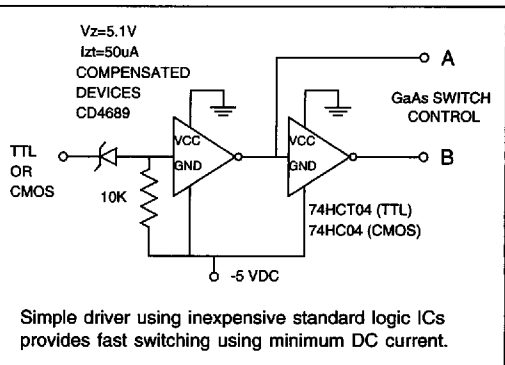 Vz=5.1V
Izt=50uA
COMPENSATED
DEVICES
CD4689
A
GaAs SWITCH
CONTROL
VCC
GND
VCC
GND
B
TTL
OR
CMOS
10K
74HCT04 (TTL)
74HC04 (CMOS)
-5 VDC
Simple driver using inexpensive standard logic ICs
provides fast switching using minimum DC current.